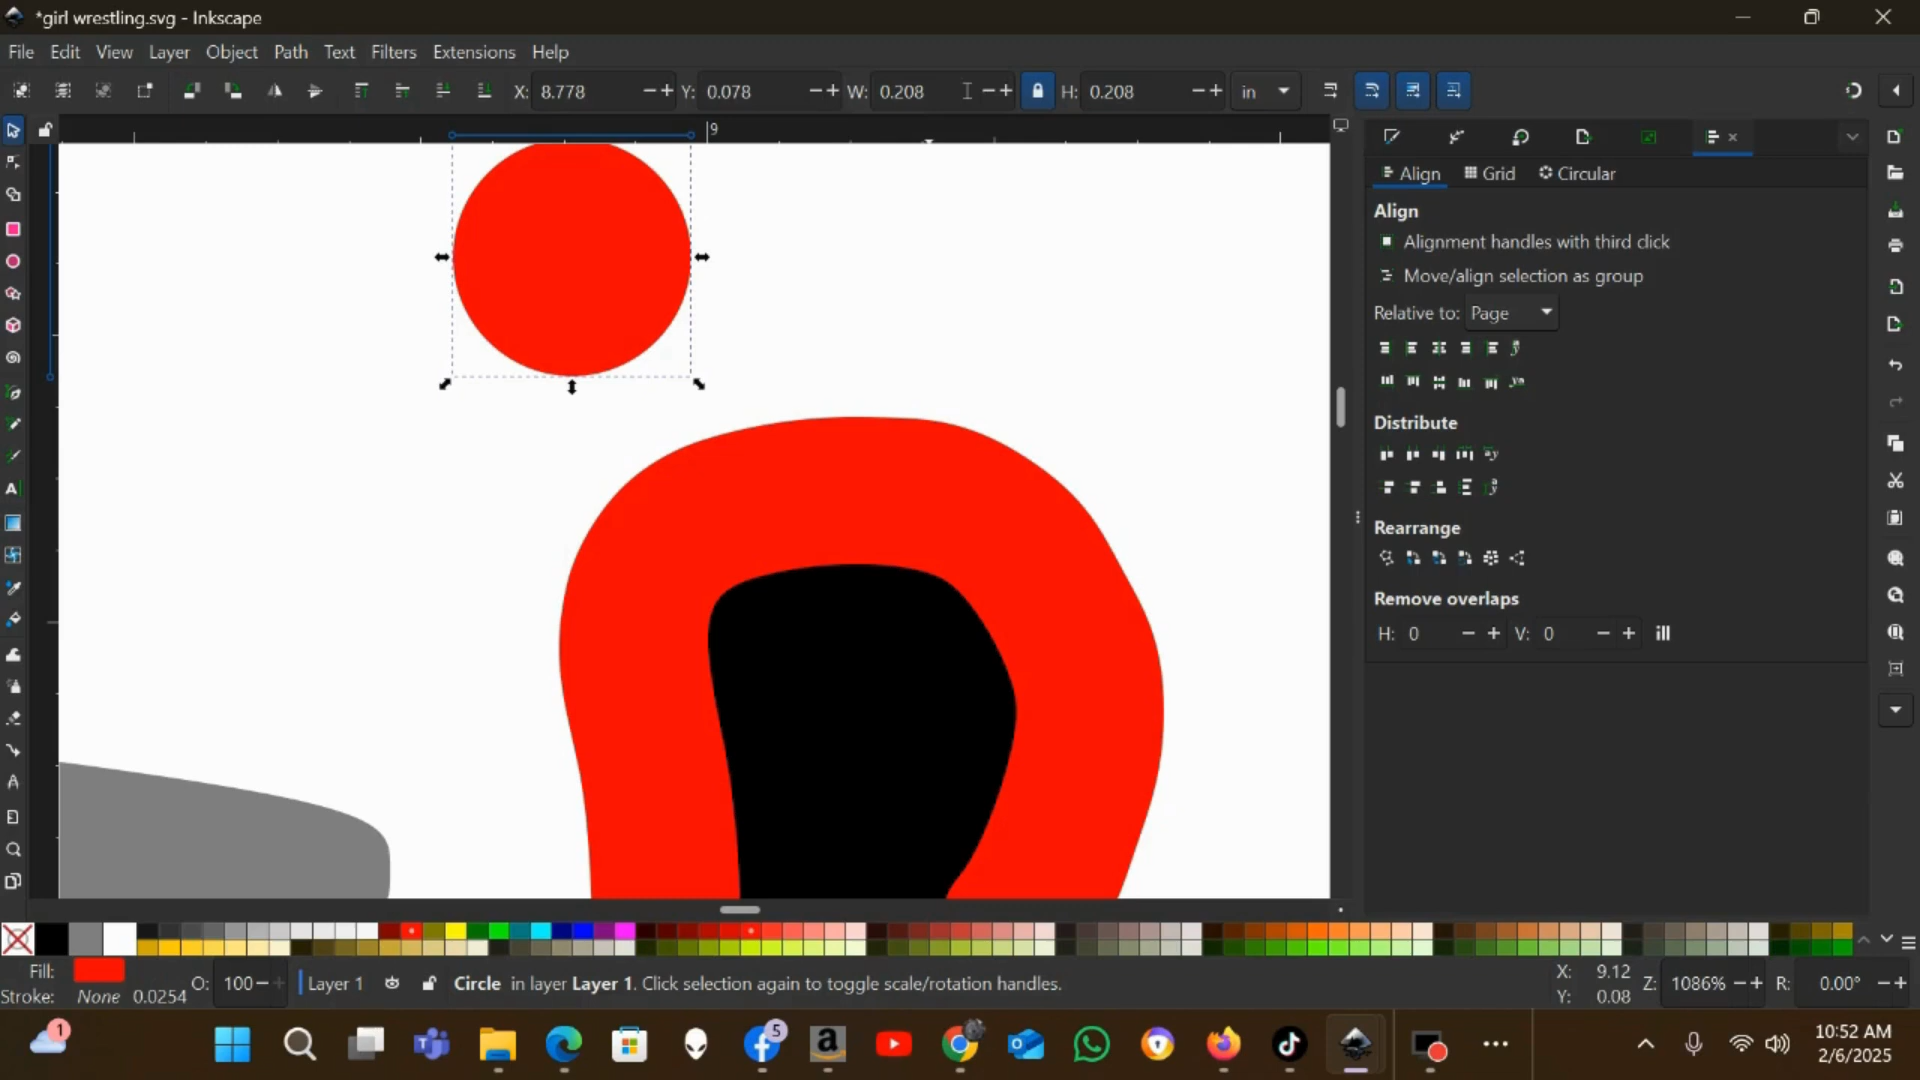 *girl wrestling.svg - Inkscape
File Edit View Layer Object Path Filters Text Extensions Help
X: 8.778 Y: 0.078 W: 0.208 H: 0.208 in
9
Align Grid Circular
Align
Alignment handles with third click
Move/align selection as group
Relative to: Page
Distribute
Rearrange
Remove overlaps
H: 0 V: 0
Fill: O: 100 Layer 1 Circle in layer Layer 1. Click selection again to toggle scale/rotation handles. X: 9.12 Z: 1086% R: 0.00°
Stroke: None 0.0254 Y: 0.08
1 5 10:52 AM
2/6/2025